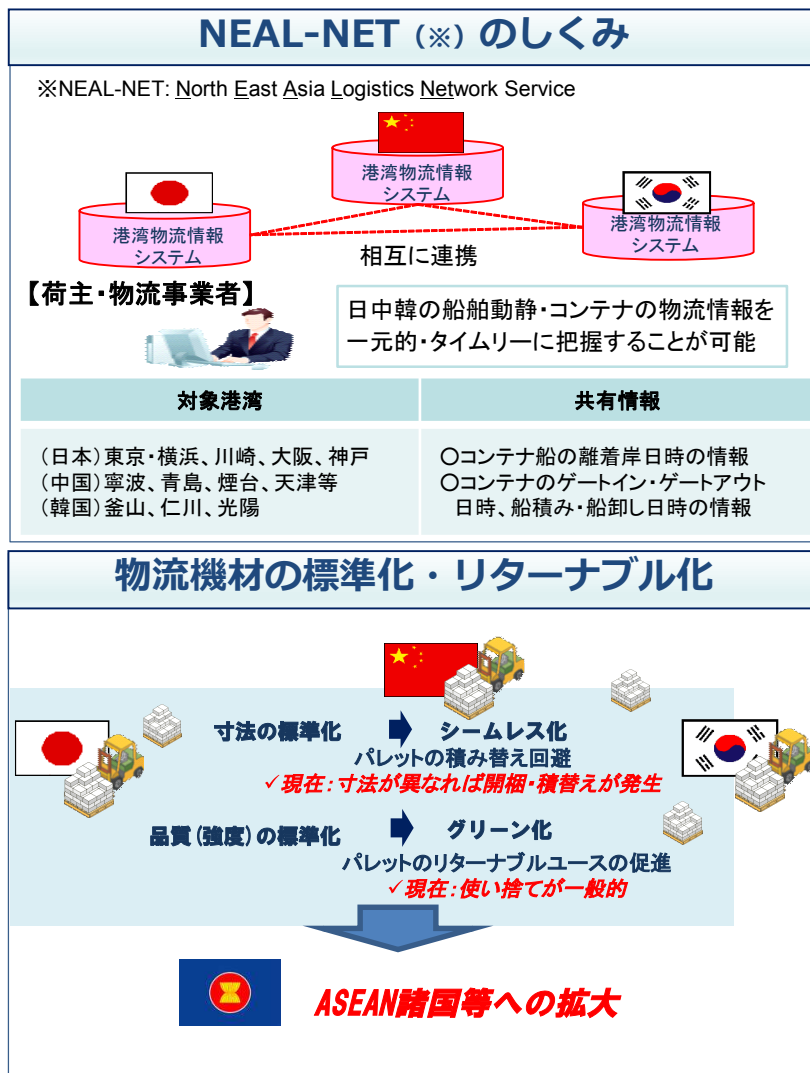 NEAL-NET（※）のしくみ
※NEAL-NET: North East Asia Logistics Network Service
港湾物流情報
システム
港湾物流情報
システム
港湾物流情報
システム
相互に連携
【荷主・物流事業者】
日中韓の船舶動静・コンテナの物流情報を
一元的・タイムリーに把握することが可能
対象港湾
（日本）東京・横浜、川崎、大阪、神戸
（中国）寧波、青島、煙台、天津等
（韓国）釜山、仁川、光陽
共有情報
○コンテナ船の離着岸日時の情報
○コンテナのゲートイン・ゲートアウト
日時、船積み・船卸し日時の情報
物流機材の標準化・リターナブル化
寸法の標準化 シームレス化
パレットの積み替え回避
✓現在：寸法が異なれば開梱・積替えが発生
品質（強度）の標準化 グリーン化
パレットのリターナブルユースの促進
✓現在：使い捨てが一般的
ASEAN諸国等への拡大